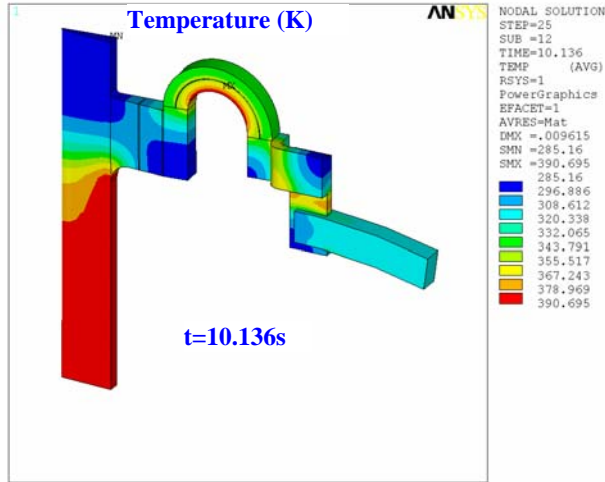 1
Temperature (K)
ANSYS
MN
MX
t=10.136s
NODAL SOLUTION
STEP=25
SUB =12
TIME=10.136
TEMP (AVG)
RSYS=1
PowerGraphics
EFACET=1
AVRES=Mat
DMX =.009615
SMN =285.16
SMX =390.695
285.16
296.886
308.612
320.338
332.065
343.791
355.517
367.243
378.969
390.695